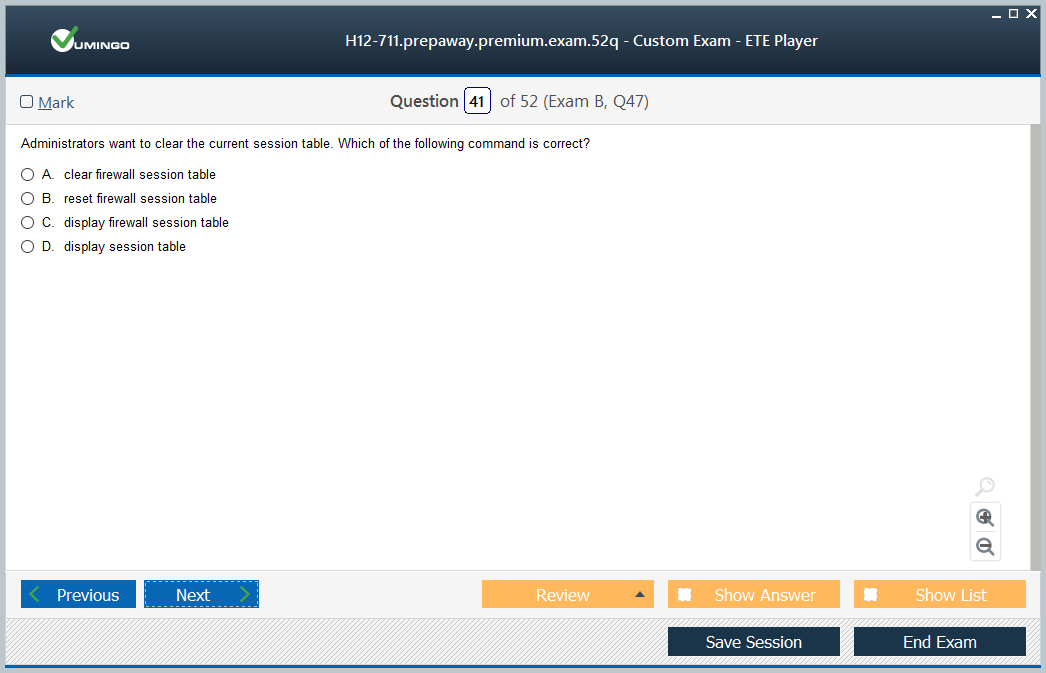 VUMINGO
H12-711.prepaway.premium.exam.52q - Custom Exam - ETE Player
Mark
Question 41 of 52 (Exam B, Q47)
Administrators want to clear the current session table. Which of the following command is correct?
A. clear firewall session table
B. reset firewall session table
C. display firewall session table
D. display session table
Previous
Next
Review
Show Answer
Show List
Save Session
End Exam